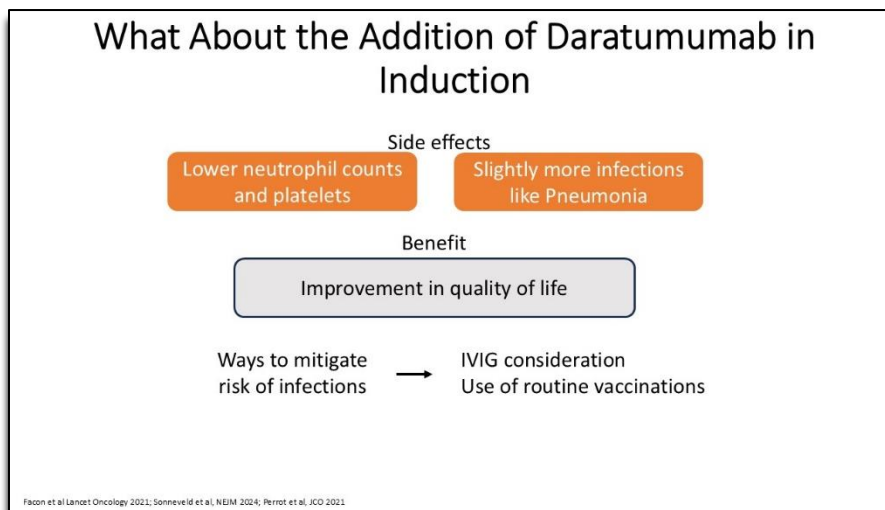 What About the Addition of Daratumumab in
Induction
Side effects
Lower neutrophil counts
and platelets
Slightly more infections
like Pneumonia
Benefit
Improvement in quality of life
Ways to mitigate
risk of infections
IVIG consideration
Use of routine vaccinations
Facon et al Lancet Oncology 2021; Sonneveld et al, NEJM 2024; Perrot et al, JCO 2021